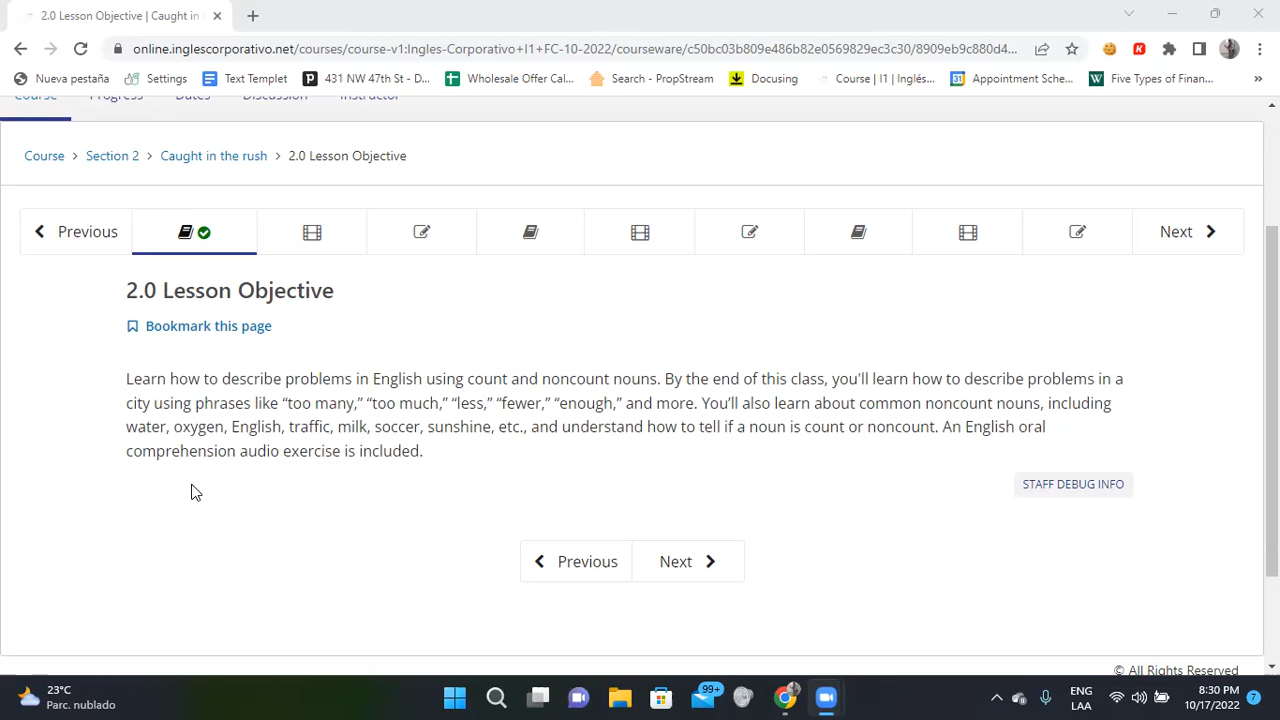 2.0 Lesson Objective | Caught in
online.inglescorporativo.net/courses/course-v1:Ingles-Corporativo+I1+FC-10-2022/courseware/c50bc03b809e486b82e0569829ec3c30/8909eb9c880d4...
Nueva pestaña Settings Text Templet 431 NW 47th St - D... Wholesale Offer Cal... Search - PropStream Docusing Course | I1 | Inglés... Appointment Sche... Five Types of Finan... »
Course Progress Dates Discussion Instructor
Course > Section 2 > Caught in the rush > 2.0 Lesson Objective
Previous Next
2.0 Lesson Objective
Bookmark this page
Learn how to describe problems in English using count and noncount nouns. By the end of this class, you'll learn how to describe problems in a
city using phrases like “too many,” “too much,” “less,” “fewer,” “enough,” and more. You’ll also learn about common noncount nouns, including
water, oxygen, English, traffic, milk, soccer, sunshine, etc., and understand how to tell if a noun is count or noncount. An English oral
comprehension audio exercise is included.
STAFF DEBUG INFO
Previous Next
© All Rights Reserved
23°C
Parc. nublado
99+
ENG
LAA
8:30 PM
10/17/2022
7